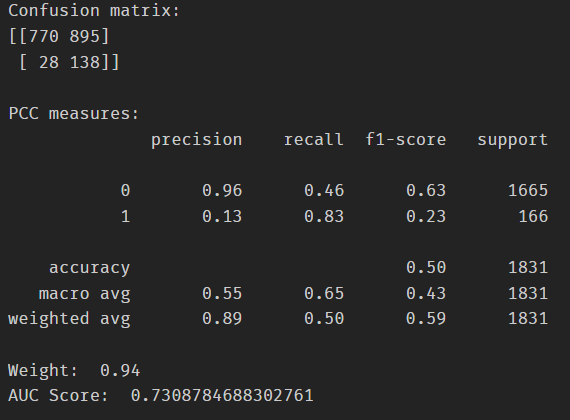 Confusion matrix:
[[770 895]
 [ 28 138]]
PCC measures:
precision recall f1-score support
0 0.96 0.46 0.63 1665
1 0.13 0.83 0.23 166
accuracy 0.50 1831
macro avg 0.55 0.65 0.43 1831
weighted avg 0.89 0.50 0.59 1831
Weight: 0.94
AUC Score: 0.7308784688302761